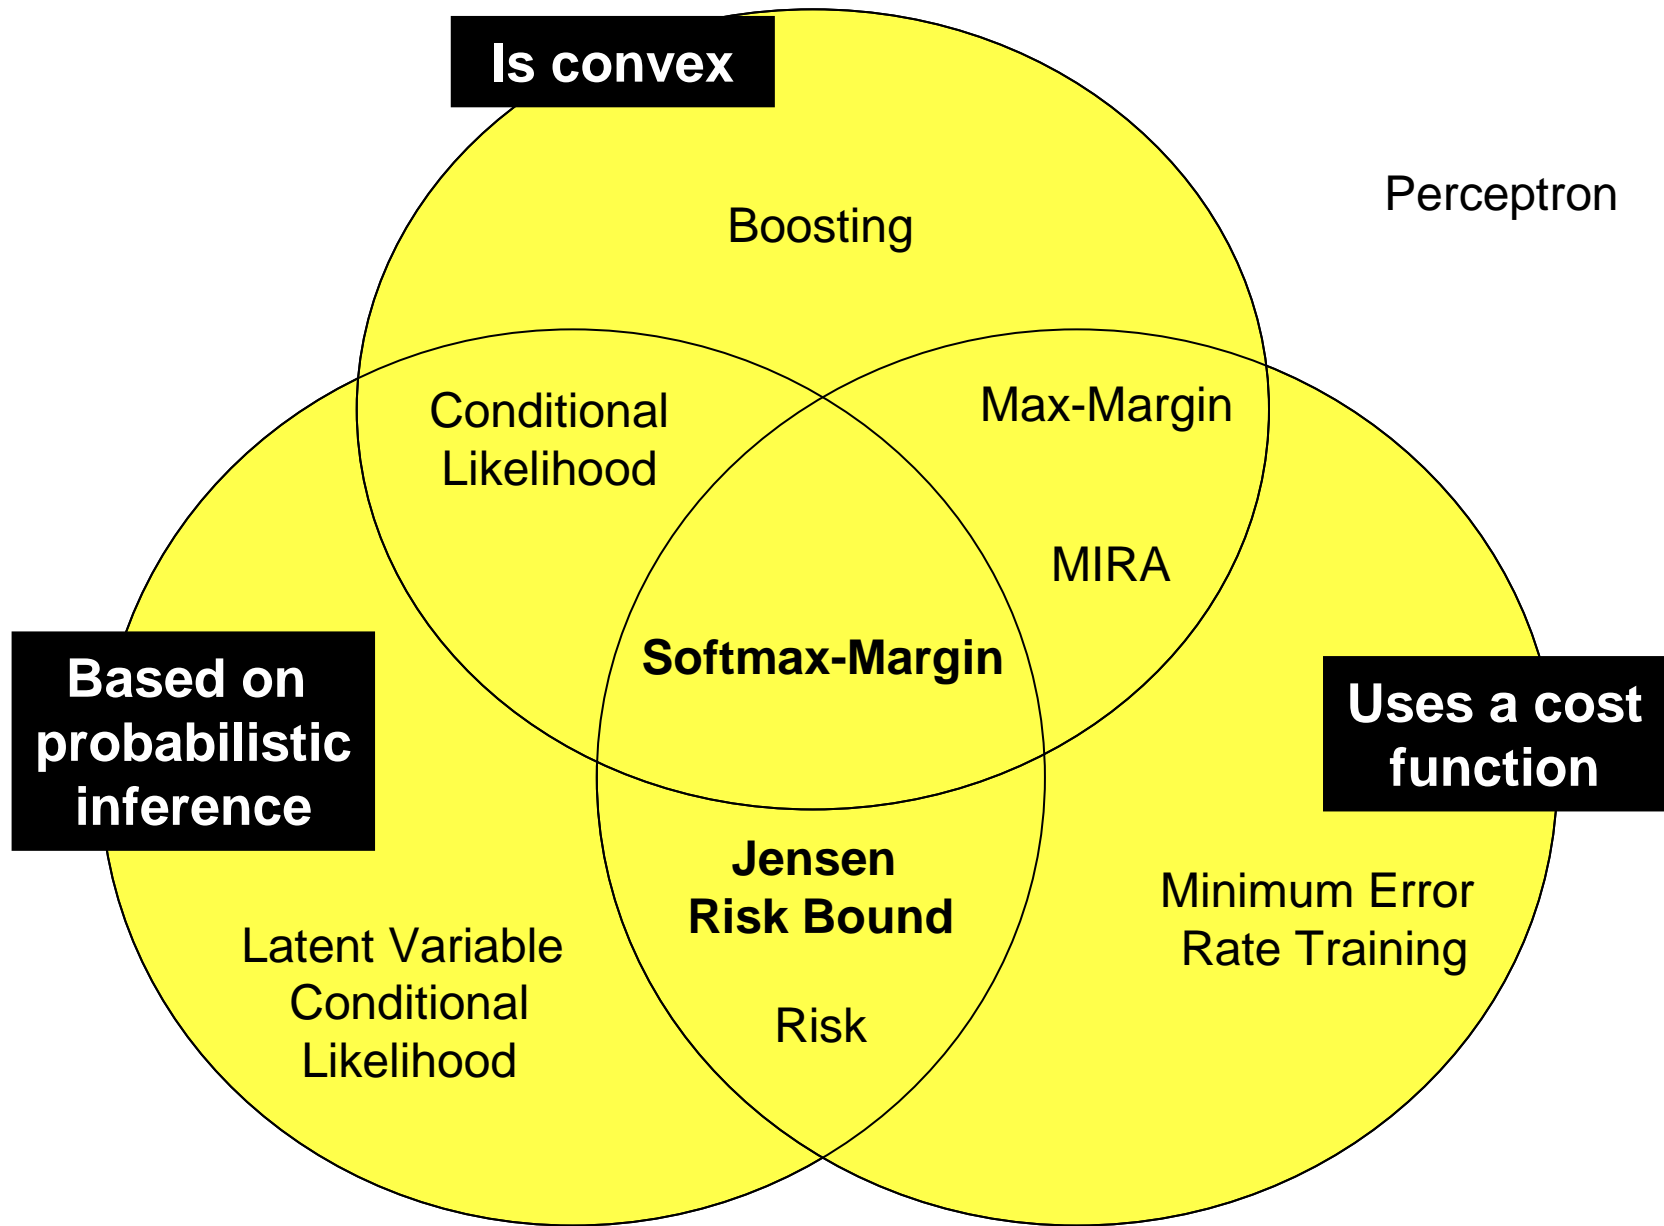 Is convex
Perceptron
Boosting
Conditional
Likelihood
Max-Margin
MIRA
Softmax-Margin
Based on
probabilistic
inference
Uses a cost
function
Jensen
Risk Bound
Minimum Error
Rate Training
Latent Variable
Conditional
Likelihood
Risk